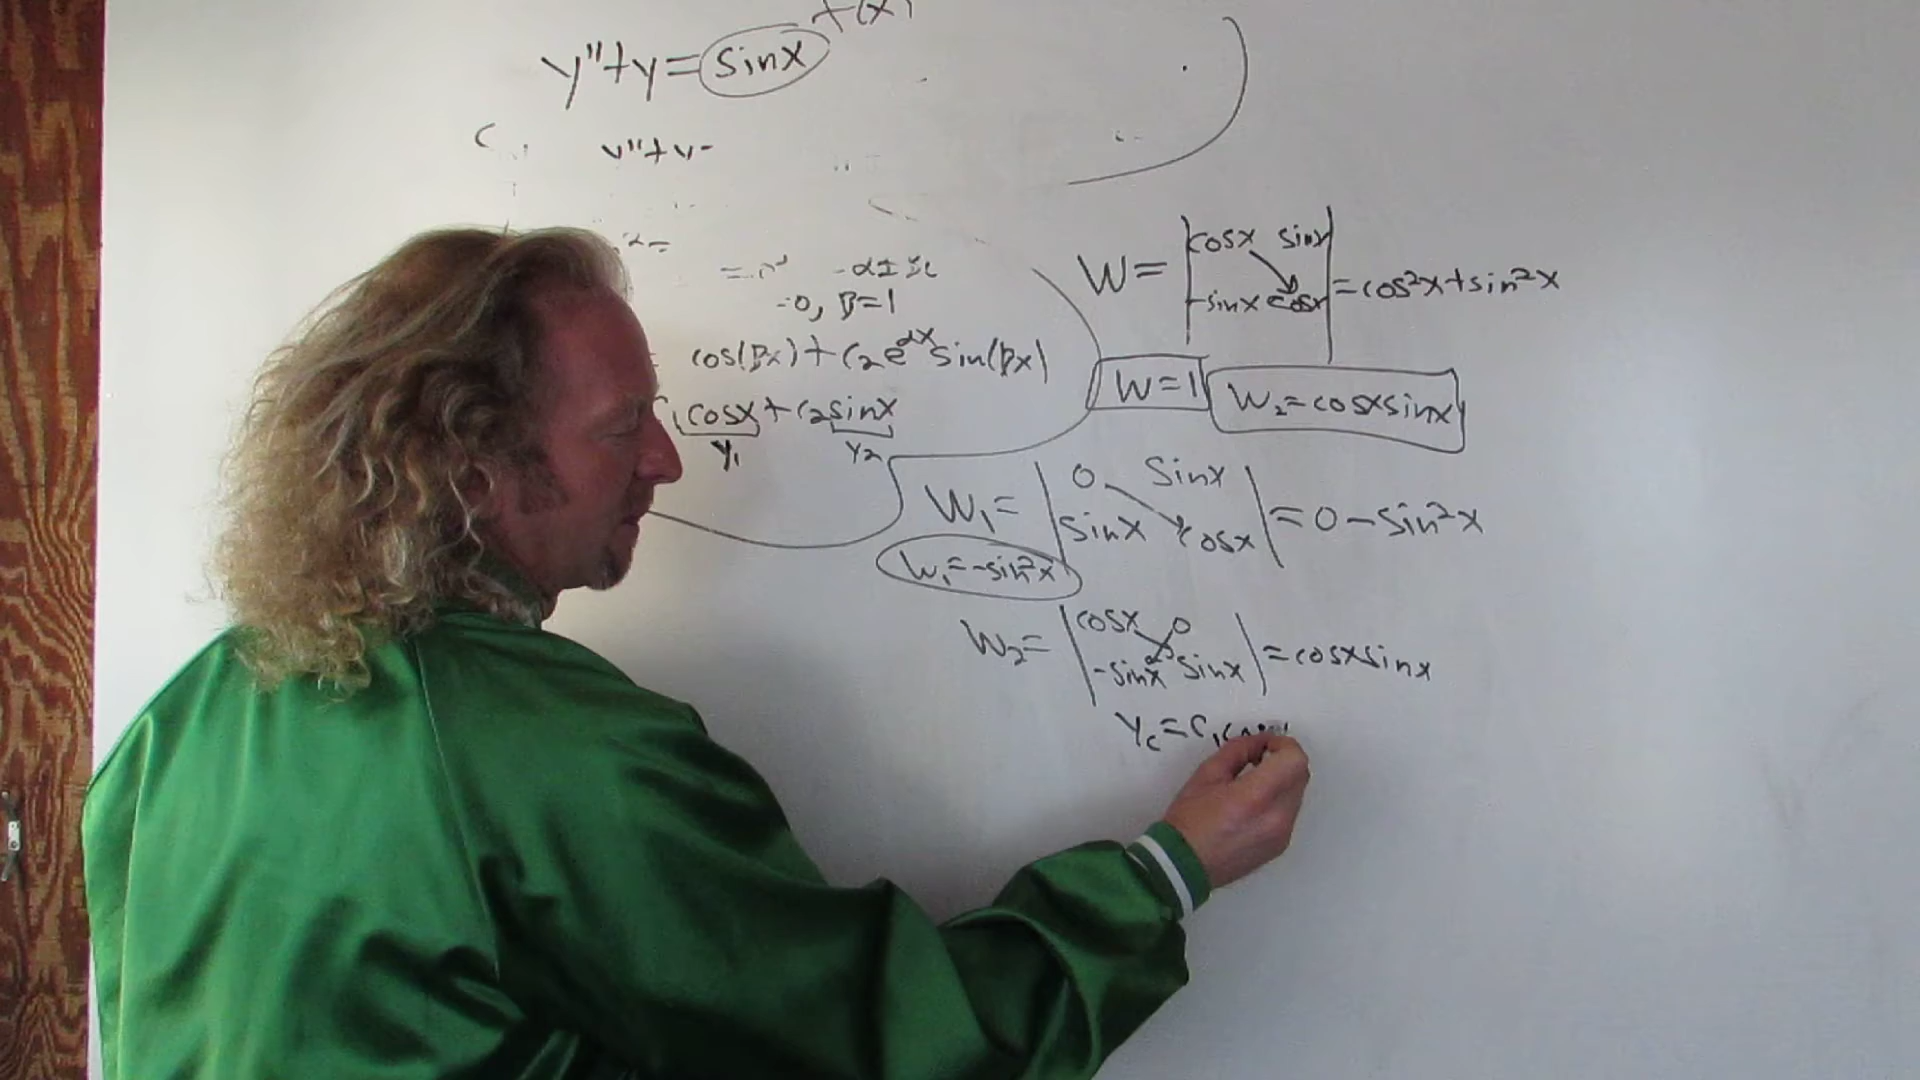 f(x)
y''+y=sinx
y''+y-
-α±βi
-0, β=1
cos(βx)+c₂e^αx sin(βx)
c₁cosx+c₂sinx
y₁ y₂
W= |cosx sinx
-sinx cosx| =cos²x+sin²x
W=1 W₂=cosxsinx
W₁= |0 sinx
sinx cosx| =0-sin²x
W₁=-sin²x
W₂= |cosx 0
-sinx sinx| =cosxsinx
y_c=c₁cosx